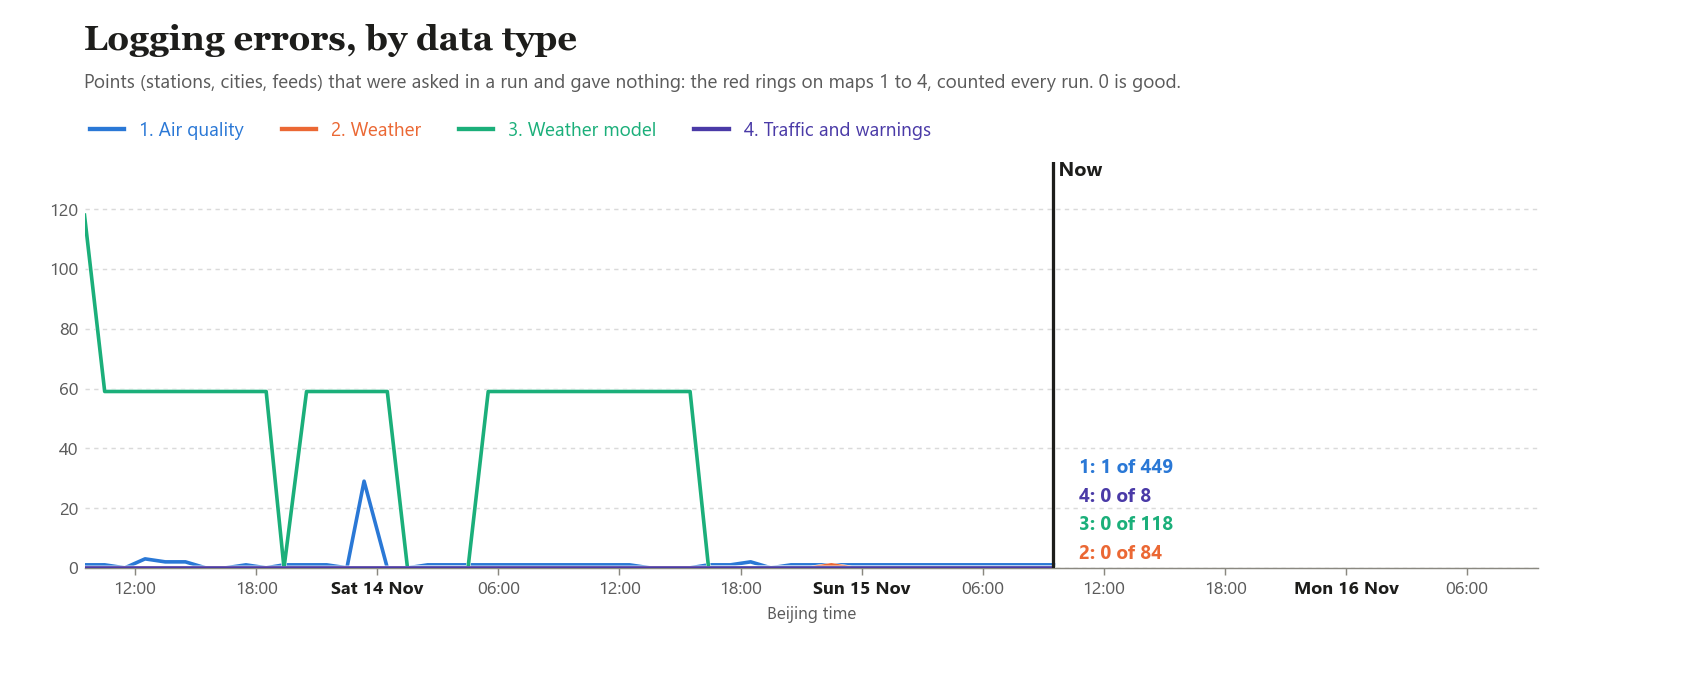 Logging errors, by data type
Points (stations, cities, feeds) that were asked in a run and gave nothing: the red rings on maps 1 to 4, counted every run. 0 is good.
1. Air quality 2. Weather 3. Weather model 4. Traffic and warnings
Now
120
100
80
60
40
20
0
1: 1 of 449
4: 0 of 8
3: 0 of 118
2: 0 of 84
12:00 18:00 Sat 14 Nov 06:00 12:00 18:00 Sun 15 Nov 06:00 12:00 18:00 Mon 16 Nov 06:00
Beijing time